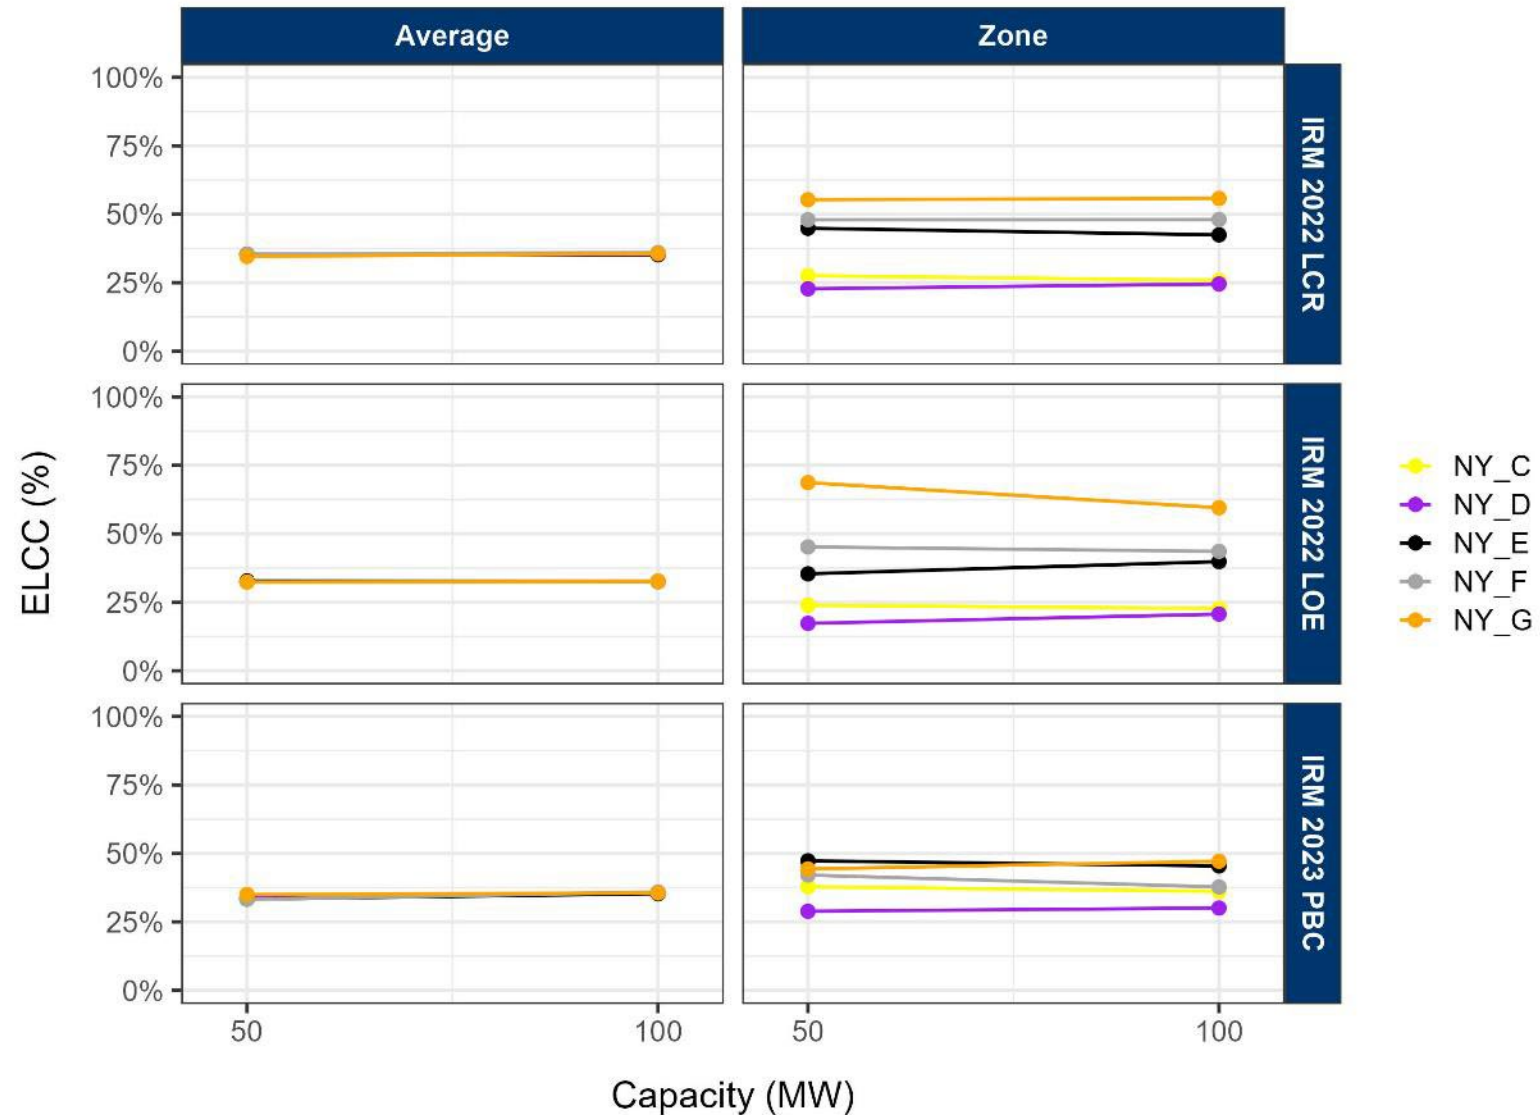 Average
Zone
100%
75%
50%
25%
0%
IRM 2022 LCR
100%
75%
50%
25%
0%
IRM 2022 LOE
100%
75%
50%
25%
0%
IRM 2023 PBC
50
100
50
100
ELCC (%)
Capacity (MW)
NY_C
NY_D
NY_E
NY_F
NY_G